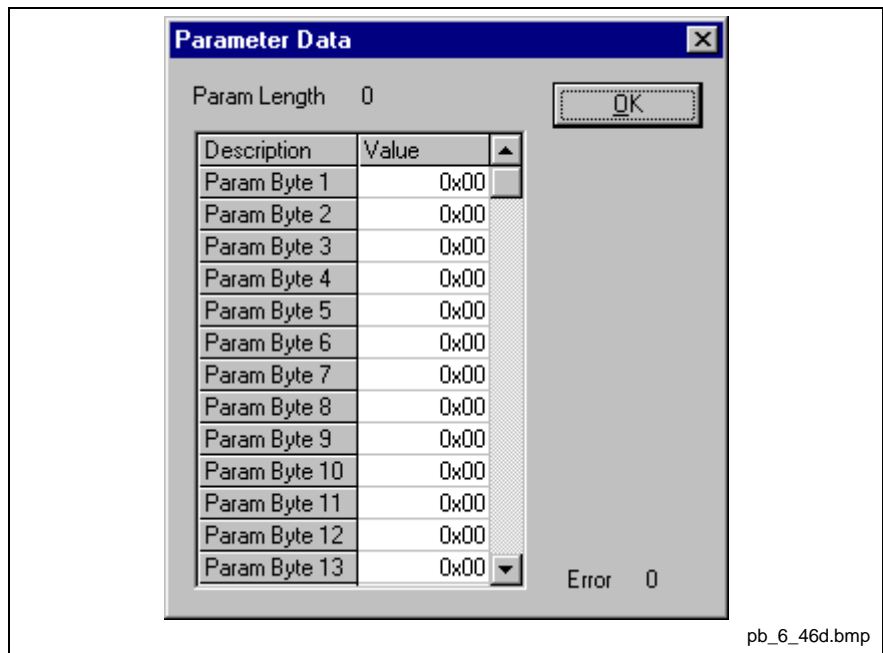 Parameter Data
Param Length 0
OK
Description Value
Param Byte 1 0x00
Param Byte 2 0x00
Param Byte 3 0x00
Param Byte 4 0x00
Param Byte 5 0x00
Param Byte 6 0x00
Param Byte 7 0x00
Param Byte 8 0x00
Param Byte 9 0x00
Param Byte 10 0x00
Param Byte 11 0x00
Param Byte 12 0x00
Param Byte 13 0x00
Error 0
pb_6_46d.bmp